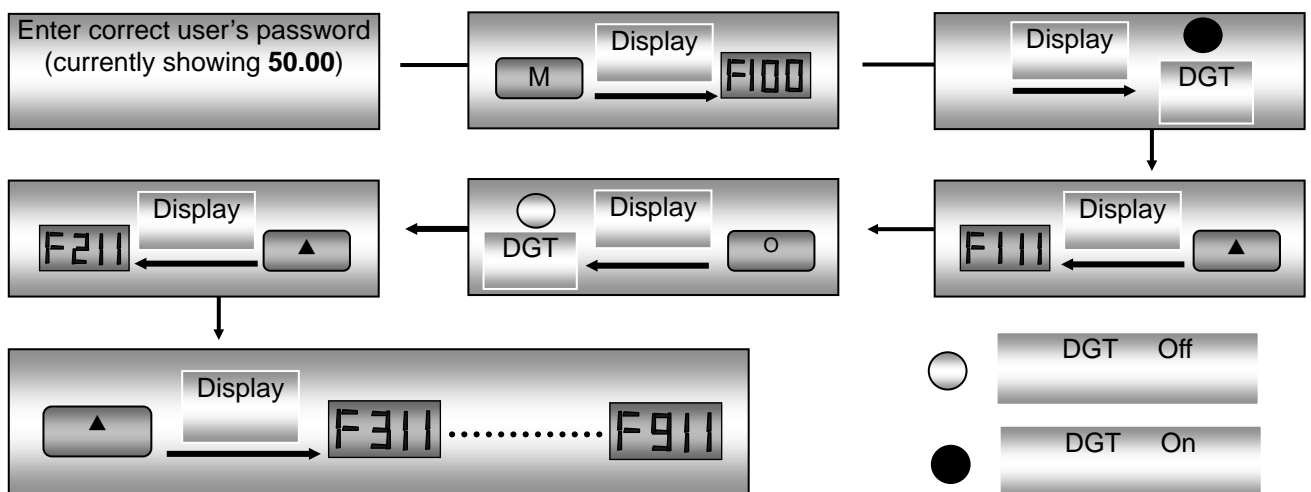 Enter correct user's password
(currently showing 50.00)
M
Display
F100
Display
DGT
F111
Display
▲
DGT
Display
O
F211
Display
▲
▲
Display
F311
F911
DGT Off
DGT On